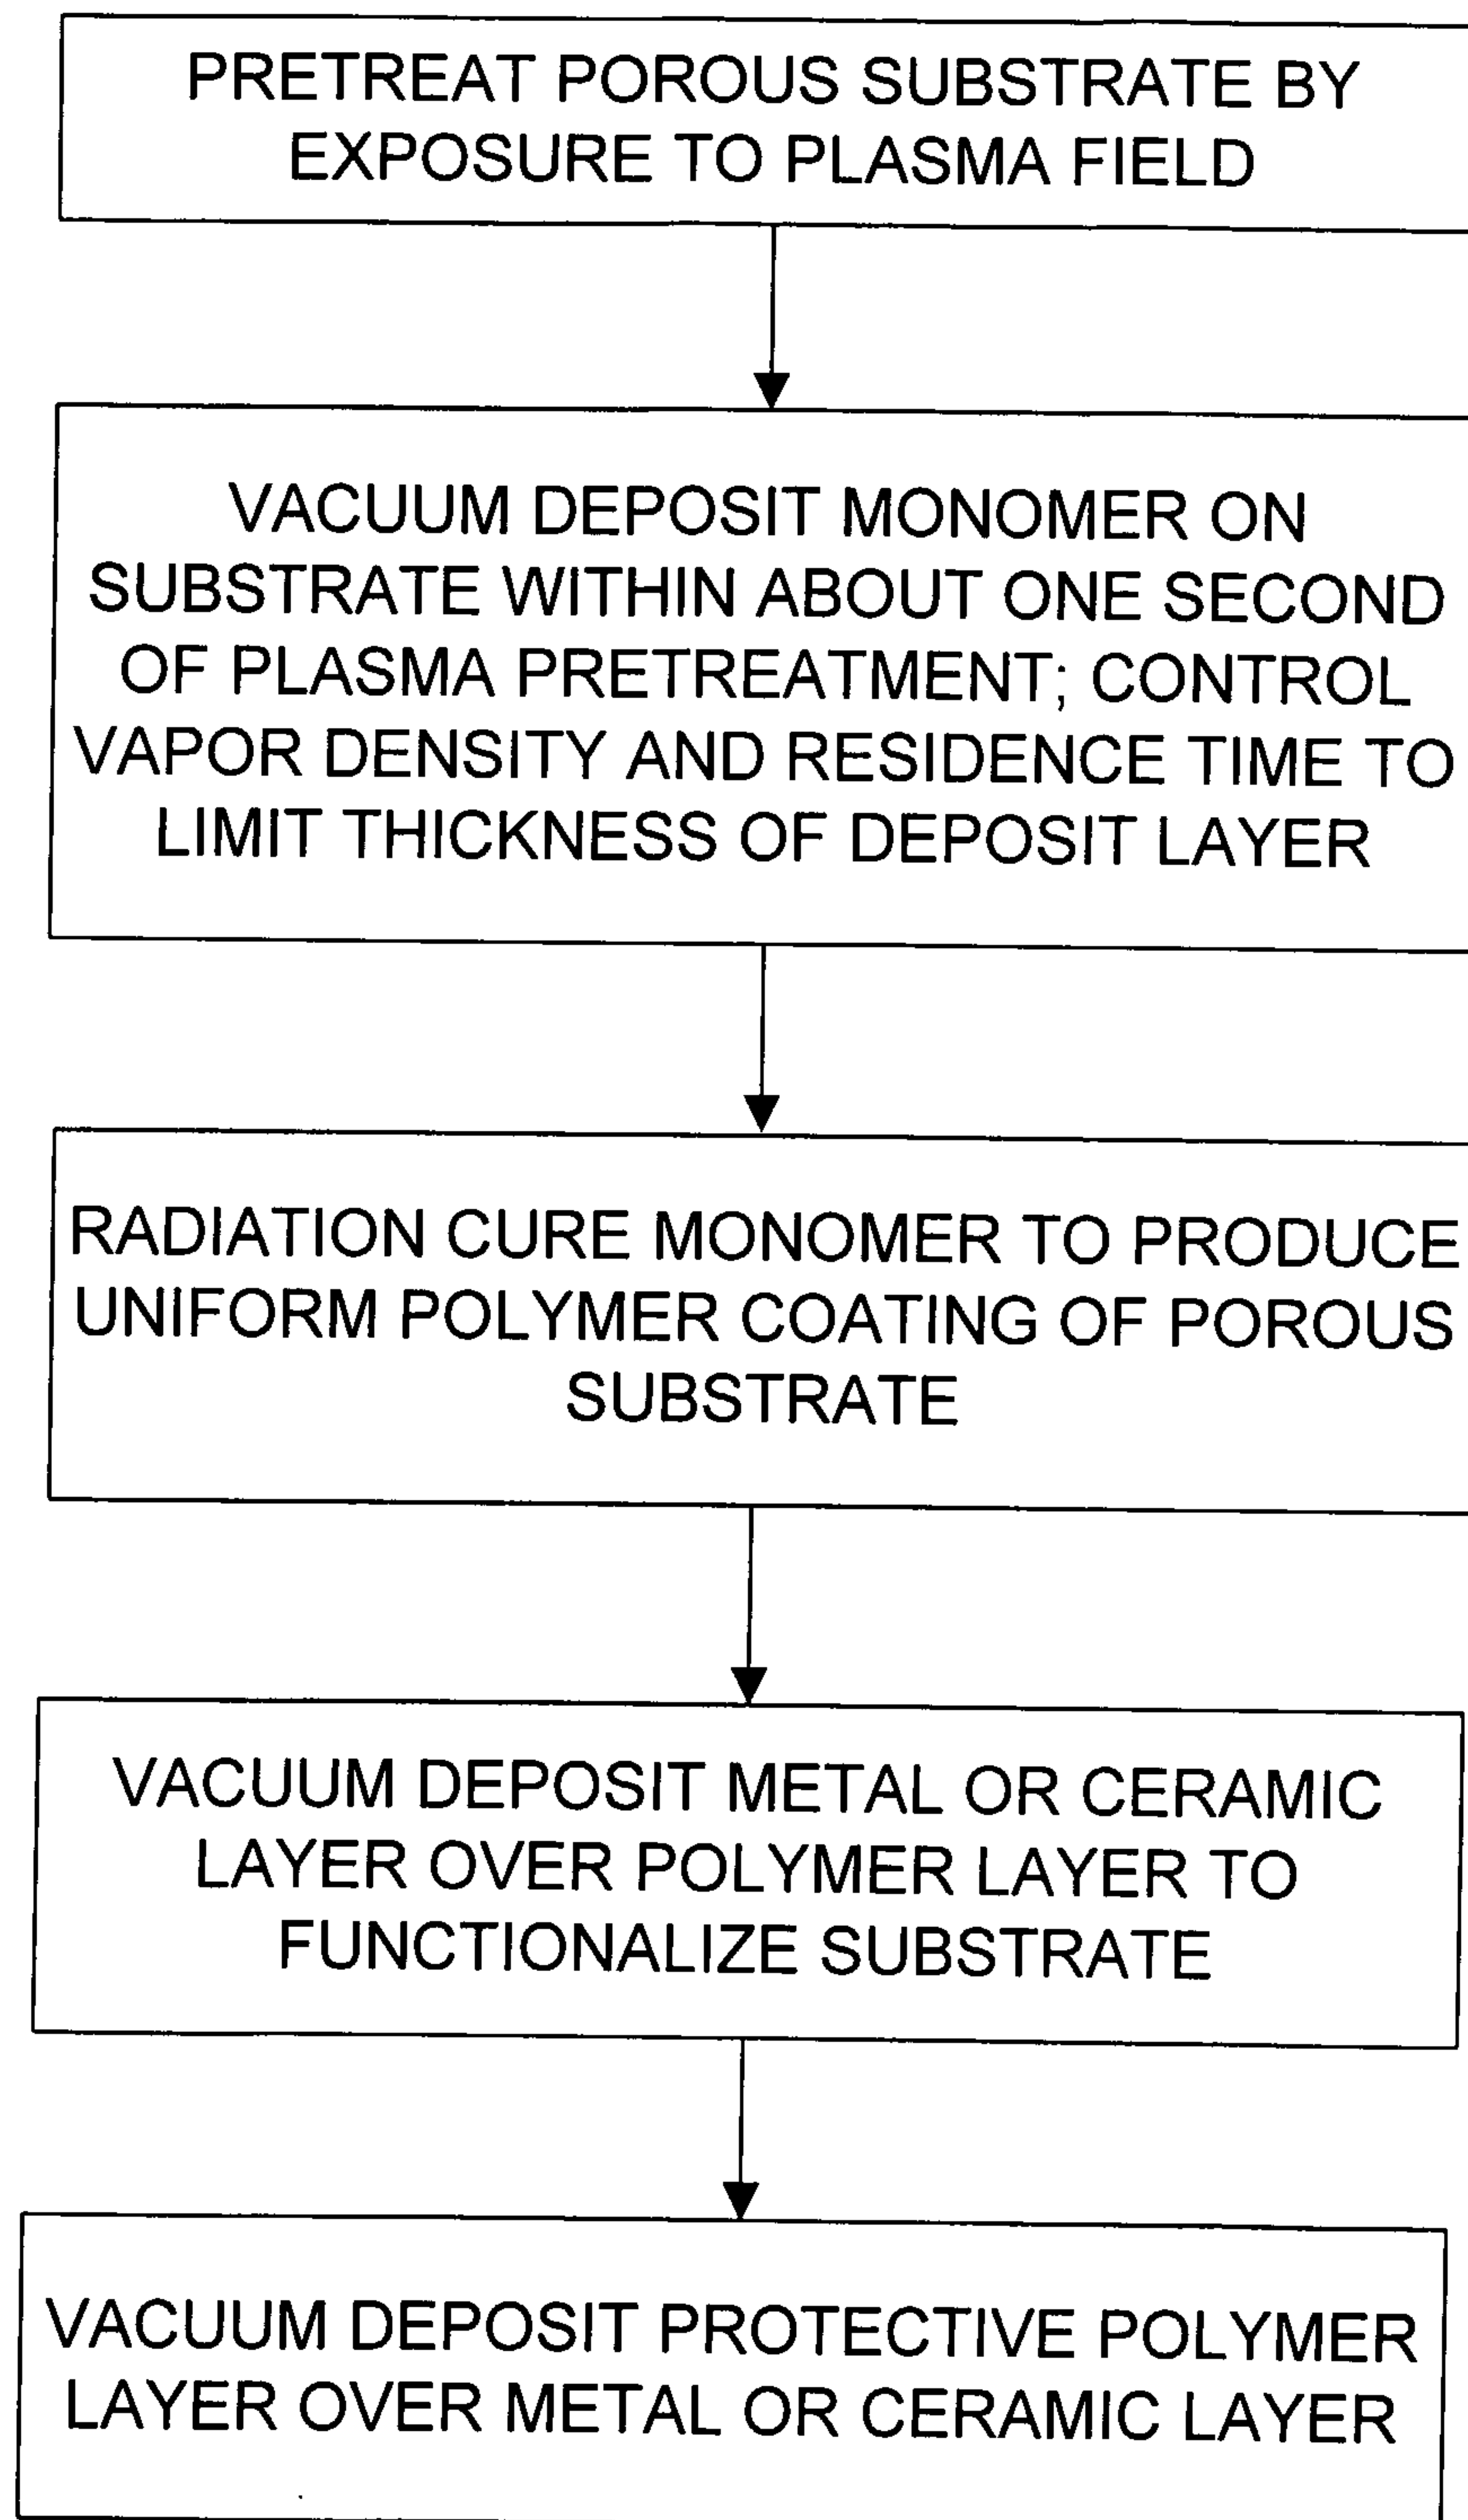 PRETREAT POROUS SUBSTRATE BY
EXPOSURE TO PLASMA FIELD
VACUUM DEPOSIT MONOMER ON
SUBSTRATE WITHIN ABOUT ONE SECOND
OF PLASMA PRETREATMENT; CONTROL
VAPOR DENSITY AND RESIDENCE TIME TO
LIMIT THICKNESS OF DEPOSIT LAYER
RADIATION CURE MONOMER TO PRODUCE
UNIFORM POLYMER COATING OF POROUS
SUBSTRATE
VACUUM DEPOSIT METAL OR CERAMIC
LAYER OVER POLYMER LAYER TO
FUNCTIONALIZE SUBSTRATE
VACUUM DEPOSIT PROTECTIVE POLYMER
LAYER OVER METAL OR CERAMIC LAYER